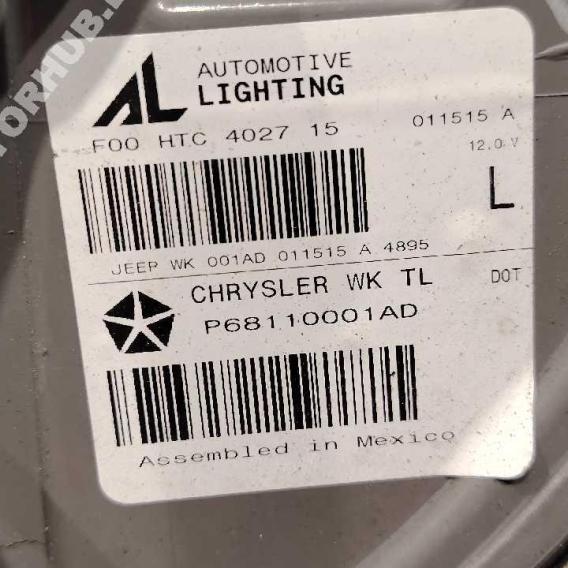 AL AUTOMOTIVE
LIGHTING
F00 HTC 4027 15 011515 A
12.0 V
L
JEEP WK 001AD 011515 A 4895
CHRYSLER WK TL DOT
P68110001AD
Assembled in Mexico